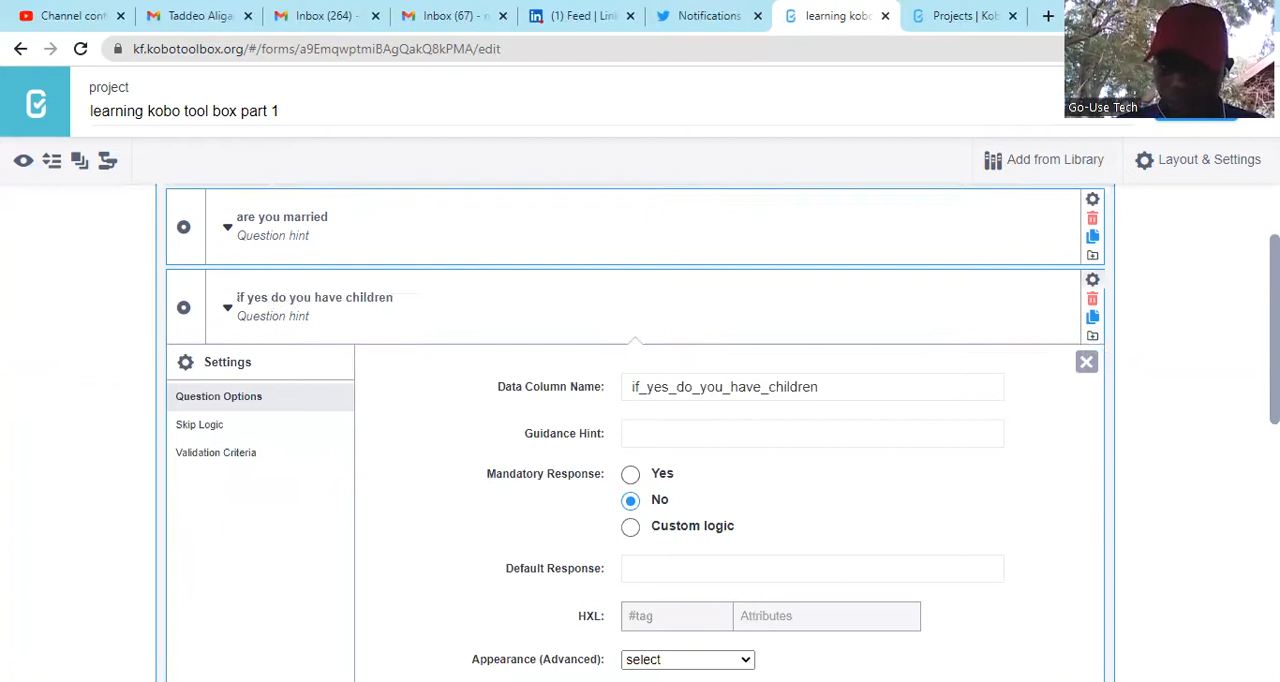 Channel cont
Taddeo Aligar
Inbox (264) -
Inbox (67) - n
(1) Feed | Link
Notifications
learning kobo
Projects | Kob
kf.kobotoolbox.org/#/forms/a9EmqwptmiBAgQakQ8kPMA/edit
project
learning kobo tool box part 1
Go-Use Tech
Add from Library
Layout & Settings
are you married
Question hint
if yes do you have children
Question hint
Settings
Question Options
Skip Logic
Validation Criteria
Data Column Name: if_yes_do_you_have_children
Guidance Hint:
Mandatory Response: Yes
No
Custom logic
Default Response:
HXL: #tag Attributes
Appearance (Advanced): select